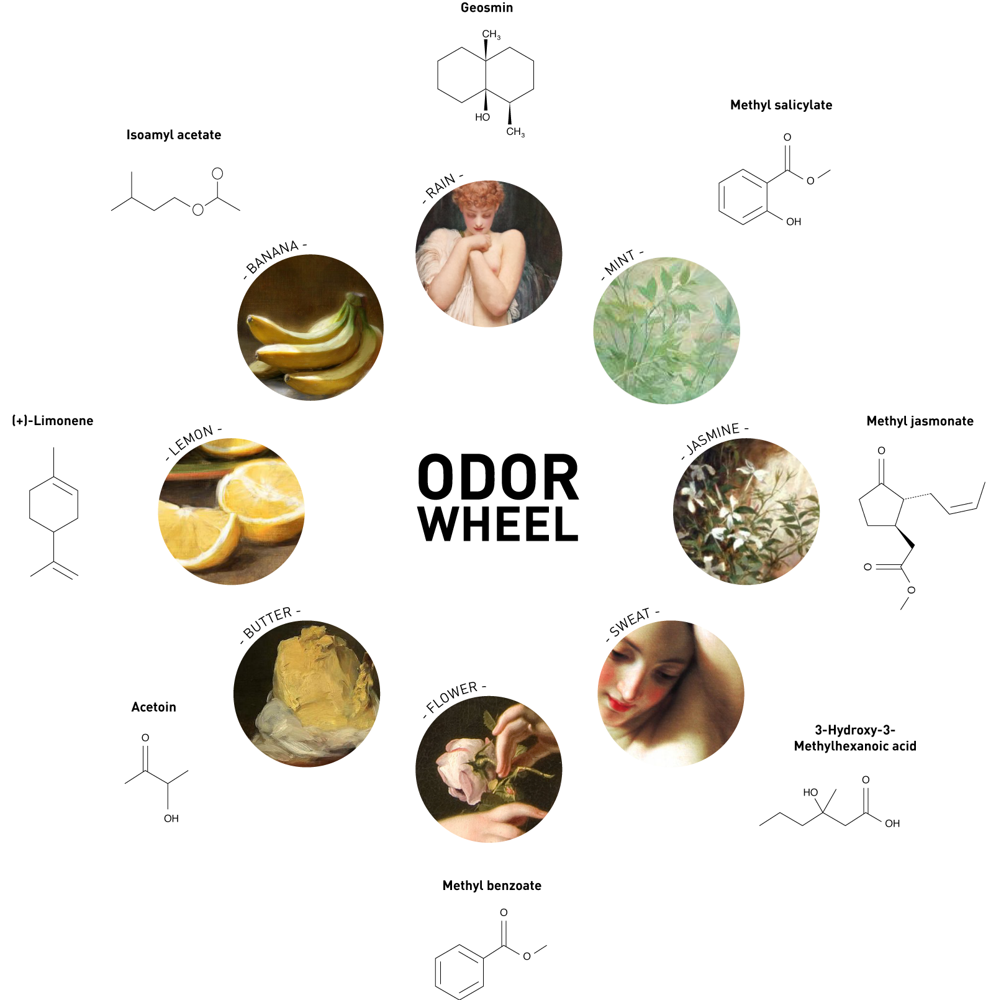 Geosmin
CH3
HO
CH3
Methyl salicylate
O
O
OH
Isoamyl acetate
O
O
- RAIN -
- BANANA -
- MINT -
(+)-Limonene
- LEMON -
ODOR
WHEEL
- JASMINE -
Methyl jasmonate
O
O
O
- BUTTER -
- SWEAT -
- FLOWER -
Acetoin
O
OH
3-Hydroxy-3-
Methylhexanoic acid
HO
O
OH
Methyl benzoate
O
O